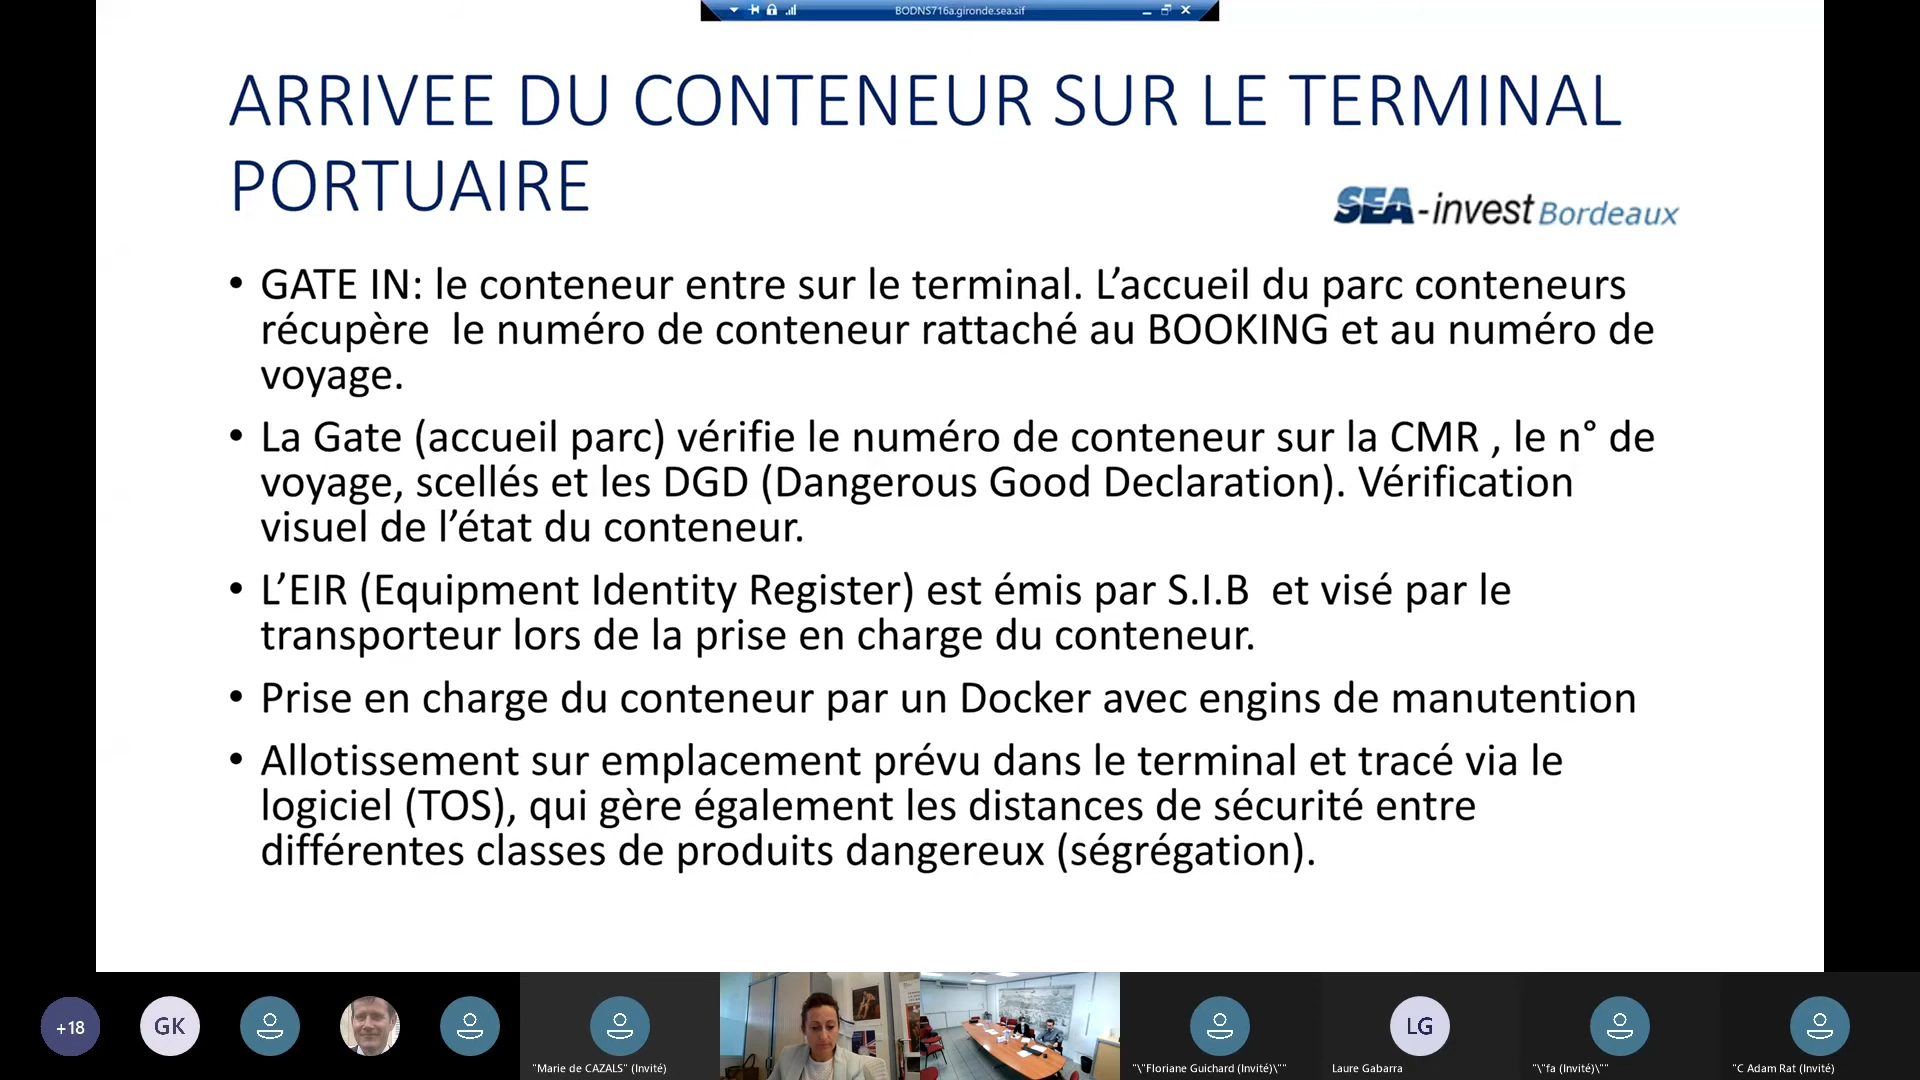 BODNS716a.gironde.sea.sif
ARRIVEE DU CONTENEUR SUR LE TERMINAL
PORTUAIRE
SEA-invest Bordeaux
• GATE IN: le conteneur entre sur le terminal. L’accueil du parc conteneurs
récupère  le numéro de conteneur rattaché au BOOKING et au numéro de
voyage.
• La Gate (accueil parc) vérifie le numéro de conteneur sur la CMR , le n° de
voyage, scellés et les DGD (Dangerous Good Declaration). Vérification
visuel de l’état du conteneur.
• L’EIR (Equipment Identity Register) est émis par S.I.B  et visé par le
transporteur lors de la prise en charge du conteneur.
• Prise en charge du conteneur par un Docker avec engins de manutention
• Allotissement sur emplacement prévu dans le terminal et tracé via le
logiciel (TOS), qui gère également les distances de sécurité entre
différentes classes de produits dangereux (ségrégation).
+18
GK
LG
"Marie de CAZALS" (Invité)
"\"Floriane Guichard (Invité)\""
Laure Gabarra
"\"fa (Invité)\""
"C Adam Rat (Invité)